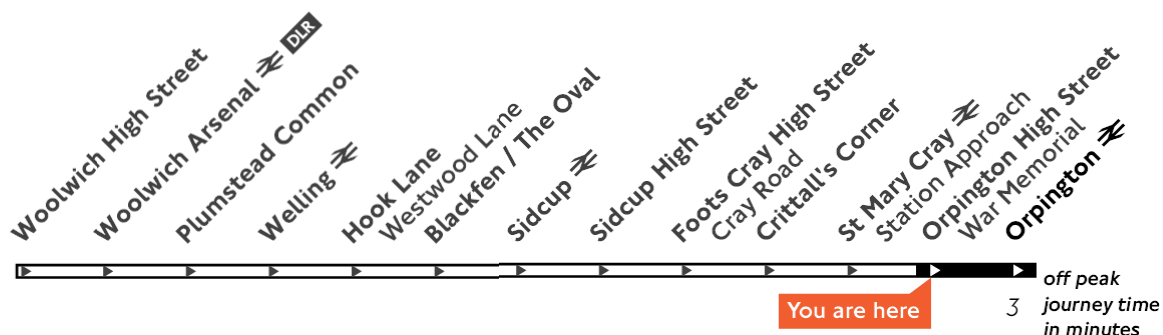 Woolwich High Street
Woolwich Arsenal DLR
Plumstead Common
Welling
Hook Lane
Westwood Lane
Blackfen / The Oval
Sidcup
Sidcup High Street
Foots Cray High Street
Cray Road
Crittall's Corner
St Mary Cray
Station Approach
Orpington High Street
War Memorial
Orpington
You are here
3
off peak
journey time
in minutes